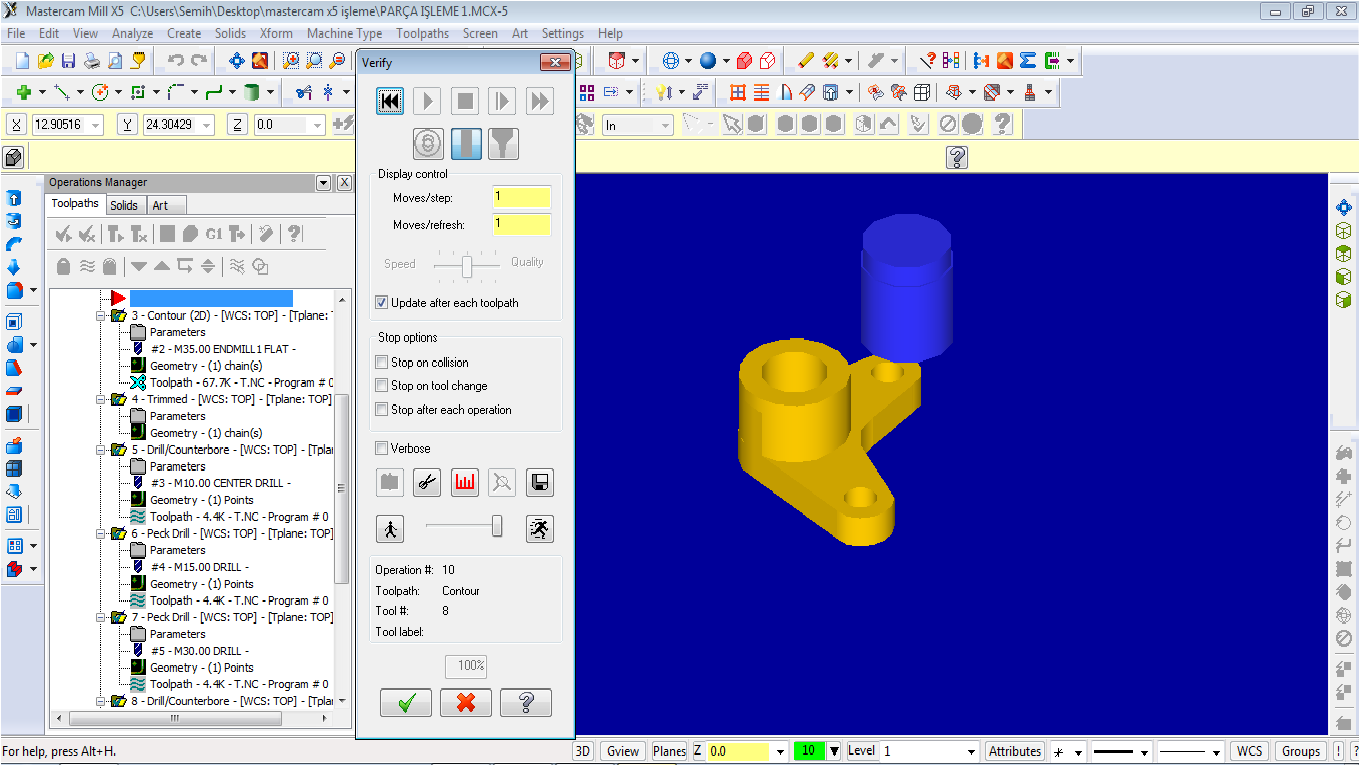 Mastercam Mill X5 C:\Users\Semih\Desktop\mastercam x5 işleme\PARÇA IŞLEME 1.MCX-5
File Edit View Analyze Create Solids Xform Machine Type Toolpaths Screen Art Settings Help
Verify
X 12.90516 Y 24.30429 Z 0.0
In
Operations Manager
Toolpaths Solids Art
G1
3 - Contour (2D) - [WCS: TOP] - [Tplane:
Parameters
#2 - M35.00 ENDMILL1 FLAT -
Geometry - (1) chain(s)
Toolpath - 67.7K - T.NC - Program # 0
4 - Trimmed - [WCS: TOP] - [Tplane: TOP]
Parameters
Geometry - (1) chain(s)
5 - Drill/Counterbore - [WCS: TOP] - [Tplan
Parameters
#3 - M10.00 CENTER DRILL -
Geometry - (1) Points
Toolpath - 4.4K - T.NC - Program # 0
6 - Peck Drill - [WCS: TOP] - [Tplane: TOP]
Parameters
#4 - M15.00 DRILL -
Geometry - (1) Points
Toolpath - 4.4K - T.NC - Program # 0
7 - Peck Drill - [WCS: TOP] - [Tplane: TOP]
Parameters
#5 - M30.00 DRILL -
Geometry - (1) Points
Toolpath - 4.4K - T.NC - Program # 0
8 - Drill/Counterbore - [WCS: TOP] - [Tplan
Display control
Moves/step: 1
Moves/refresh: 1
Speed Quality
Update after each toolpath
Stop options
Stop on collision
Stop on tool change
Stop after each operation
Verbose
Operation #: 10
Toolpath: Contour
Tool #: 8
Tool label:
100%
For help, press Alt+H.
3D Gview Planes Z 0.0 10 Level 1 Attributes WCS Groups ! ?